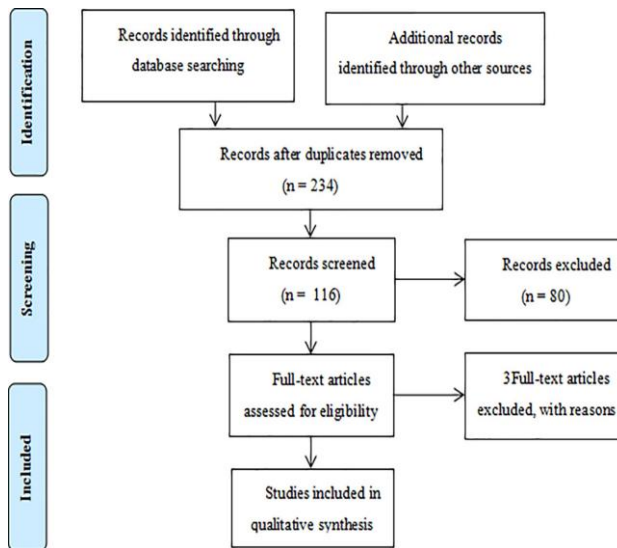 Identification
Records identified through
database searching
Additional records
identified through other sources
Records after duplicates removed
(n = 234)
Screening
Records screened
(n = 116)
Records excluded
(n = 80)
Full-text articles
assessed for eligibility
3Full-text articles
excluded, with reasons
Included
Studies included in
qualitative synthesis